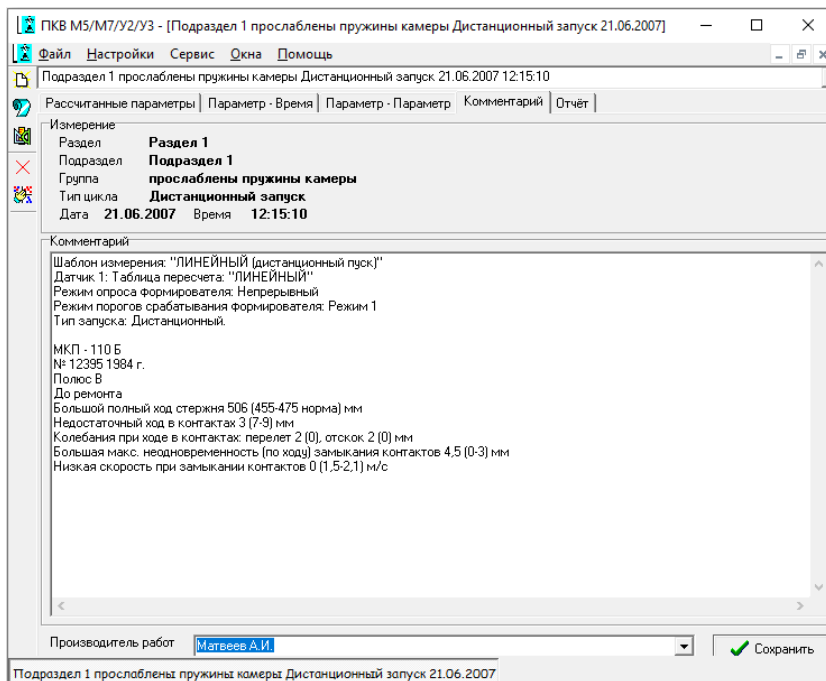 ПКВ М5/М7/У2/У3 - [Подраздел 1 прослаблены пружины камеры Дистанционный запуск 21.06.2007]
Файл Настройки Сервис Окна Помощь
Подраздел 1 прослаблены пружины камеры Дистанционный запуск 21.06.2007 12:15:10
Рассчитанные параметры Параметр - Время Параметр - Параметр Комментарий Отчёт
Измерение
Раздел Раздел 1
Подраздел Подраздел 1
Группа прослаблены пружины камеры
Тип цикла Дистанционный запуск
Дата 21.06.2007 Время 12:15:10
Комментарий
Шаблон измерения: "ЛИНЕЙНЫЙ (дистанционный пуск)"
Датчик 1: Таблица пересчета: "ЛИНЕЙНЫЙ"
Режим опроса формирователя: Непрерывный
Режим порогов срабатывания формирователя: Режим 1
Тип запуска: Дистанционный.
МКП - 110 Б
№ 12395 1984 г.
Полюс В
До ремонта
Большой полный ход стержня 506 (455-475 норма) мм
Недостаточный ход в контактах 3 (7-9) мм
Колебания при ходе в контактах: перелет 2 (0), отскок 2 (0) мм
Большая макс. неодновременность (по ходу) замыкания контактов 4,5 (0-3) мм
Низкая скорость при замыкании контактов 0 (1,5-2,1) м/с
Производитель работ Матвеев А.И. Сохранить
Подраздел 1 прослаблены пружины камеры Дистанционный запуск 21.06.2007